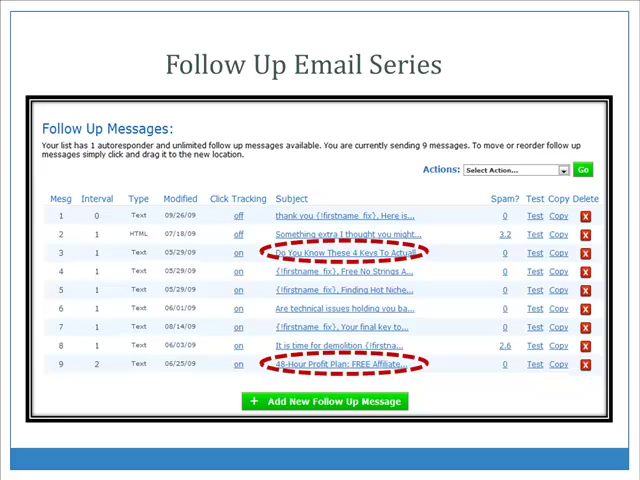 Follow Up Email Series
Follow Up Messages:
Your list has 1 autoresponder and unlimited follow up messages available. You are currently sending 9 messages. To move or reorder follow up
messages simply click and drag it to the new location.
Actions: Select Action... Go
Mesg Interval Type Modified Click Tracking Subject Spam? Test Copy Delete
1 0 Text 09/26/09 off thank you {!firstname_fix}, Here is... 0 Test Copy X
2 1 HTML 07/18/09 off Something extra I thought you might... 3.2 Test Copy X
3 1 Text 05/29/09 on Do You Know These 4 Keys To Actuall... 0 Test Copy X
4 1 Text 05/29/09 on {!firstname_fix}, Free No Strings A... 0 Test Copy X
5 1 Text 05/29/09 on {!firstname_fix}, Finding Hot Niche... 0 Test Copy X
6 1 Text 06/01/09 on Are technical issues holding you ba... 0 Test Copy X
7 1 Text 08/14/09 on {!firstname_fix}, Your final key to... 0 Test Copy X
8 1 Text 06/03/09 on It is time for demolition {!firstna... 2.6 Test Copy X
9 2 Text 06/25/09 on 48-Hour Profit Plan: FREE Affiliate... 0 Test Copy X
+ Add New Follow Up Message